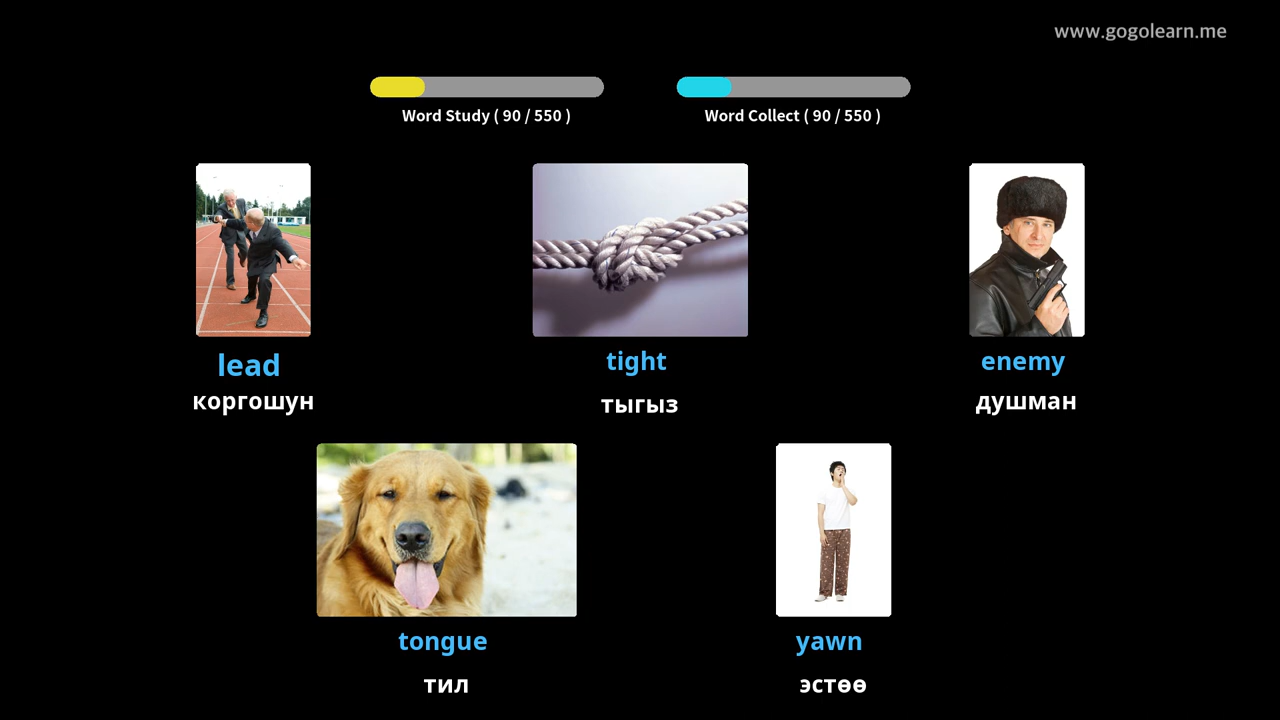 www.gogolearn.me
Word Study ( 90 / 550 )
Word Collect ( 90 / 550 )
lead
коргошун
tight
тыгыз
enemy
душман
tongue
тил
yawn
эстөө